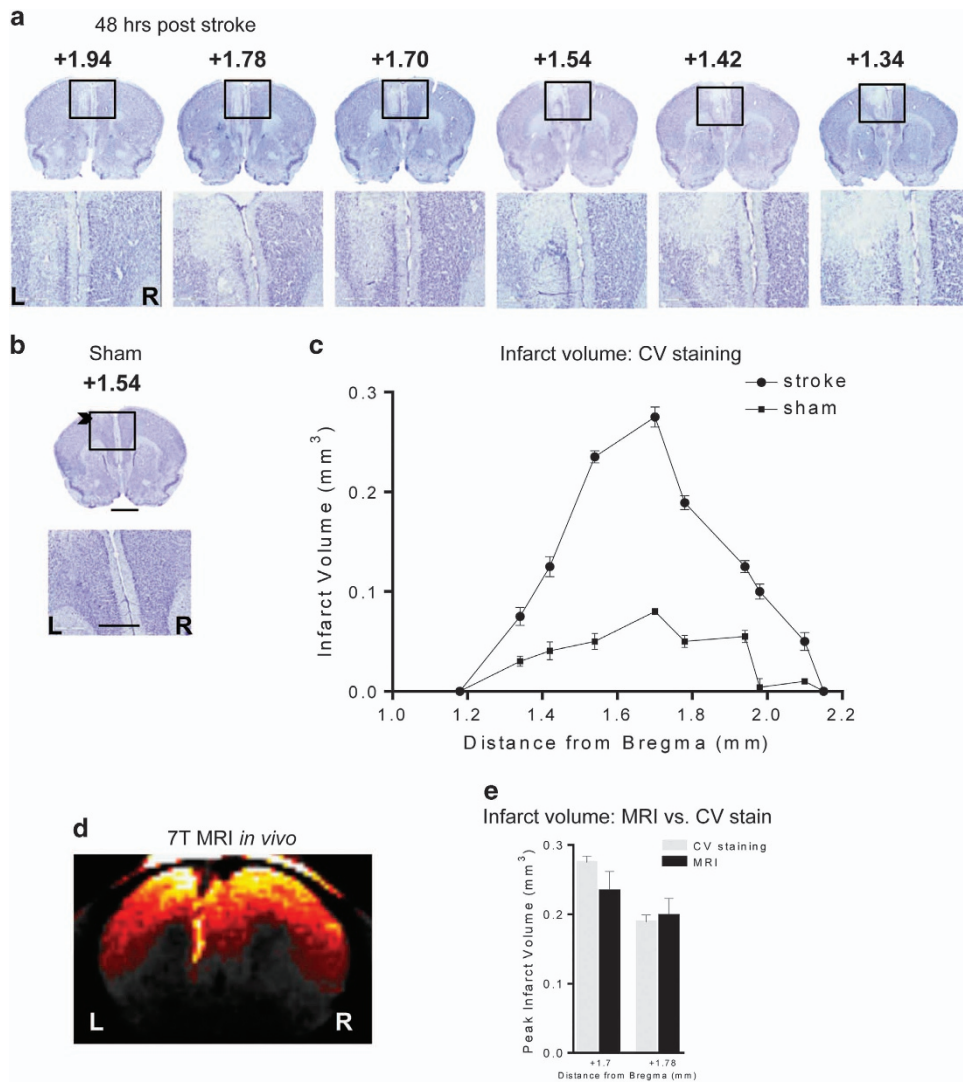 a
48 hrs post stroke
+1.94 +1.78 +1.70 +1.54 +1.42 +1.34
L R
b
Sham
+1.54
L R
c
Infarct volume: CV staining
stroke
sham
Infarct Volume (mm³)
0.3
0.2
0.1
0.0
1.0 1.2 1.4 1.6 1.8 2.0 2.2
Distance from Bregma (mm)
d
7T MRI in vivo
L R
e
Infarct volume: MRI vs. CV stain
CV staining
MRI
Peak Infarct Volume (mm³)
0.3
0.2
0.1
0.0
+1.7 +1.78
Distance from Bregma (mm)